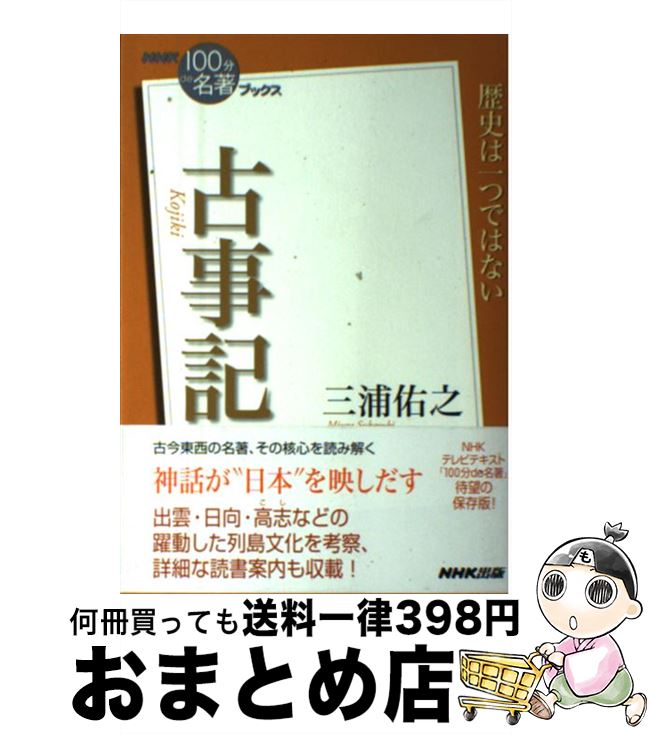 NHK
100分
de名著
ブックス
歴史は一つではない
古事記
Kojiki
三浦佑之
Miura Sukeyuki
古今東西の名著、その核心を読み解く
神話が〝日本〟を映しだす
出雲・日向・高志などの
こし
躍動した列島文化を考察、
詳細な読書案内も収載！
NHK
テレビテキスト
「100分de名著」
待望の
保存版！
NHK出版
も
何冊買っても送料一律398円
おまとめ店